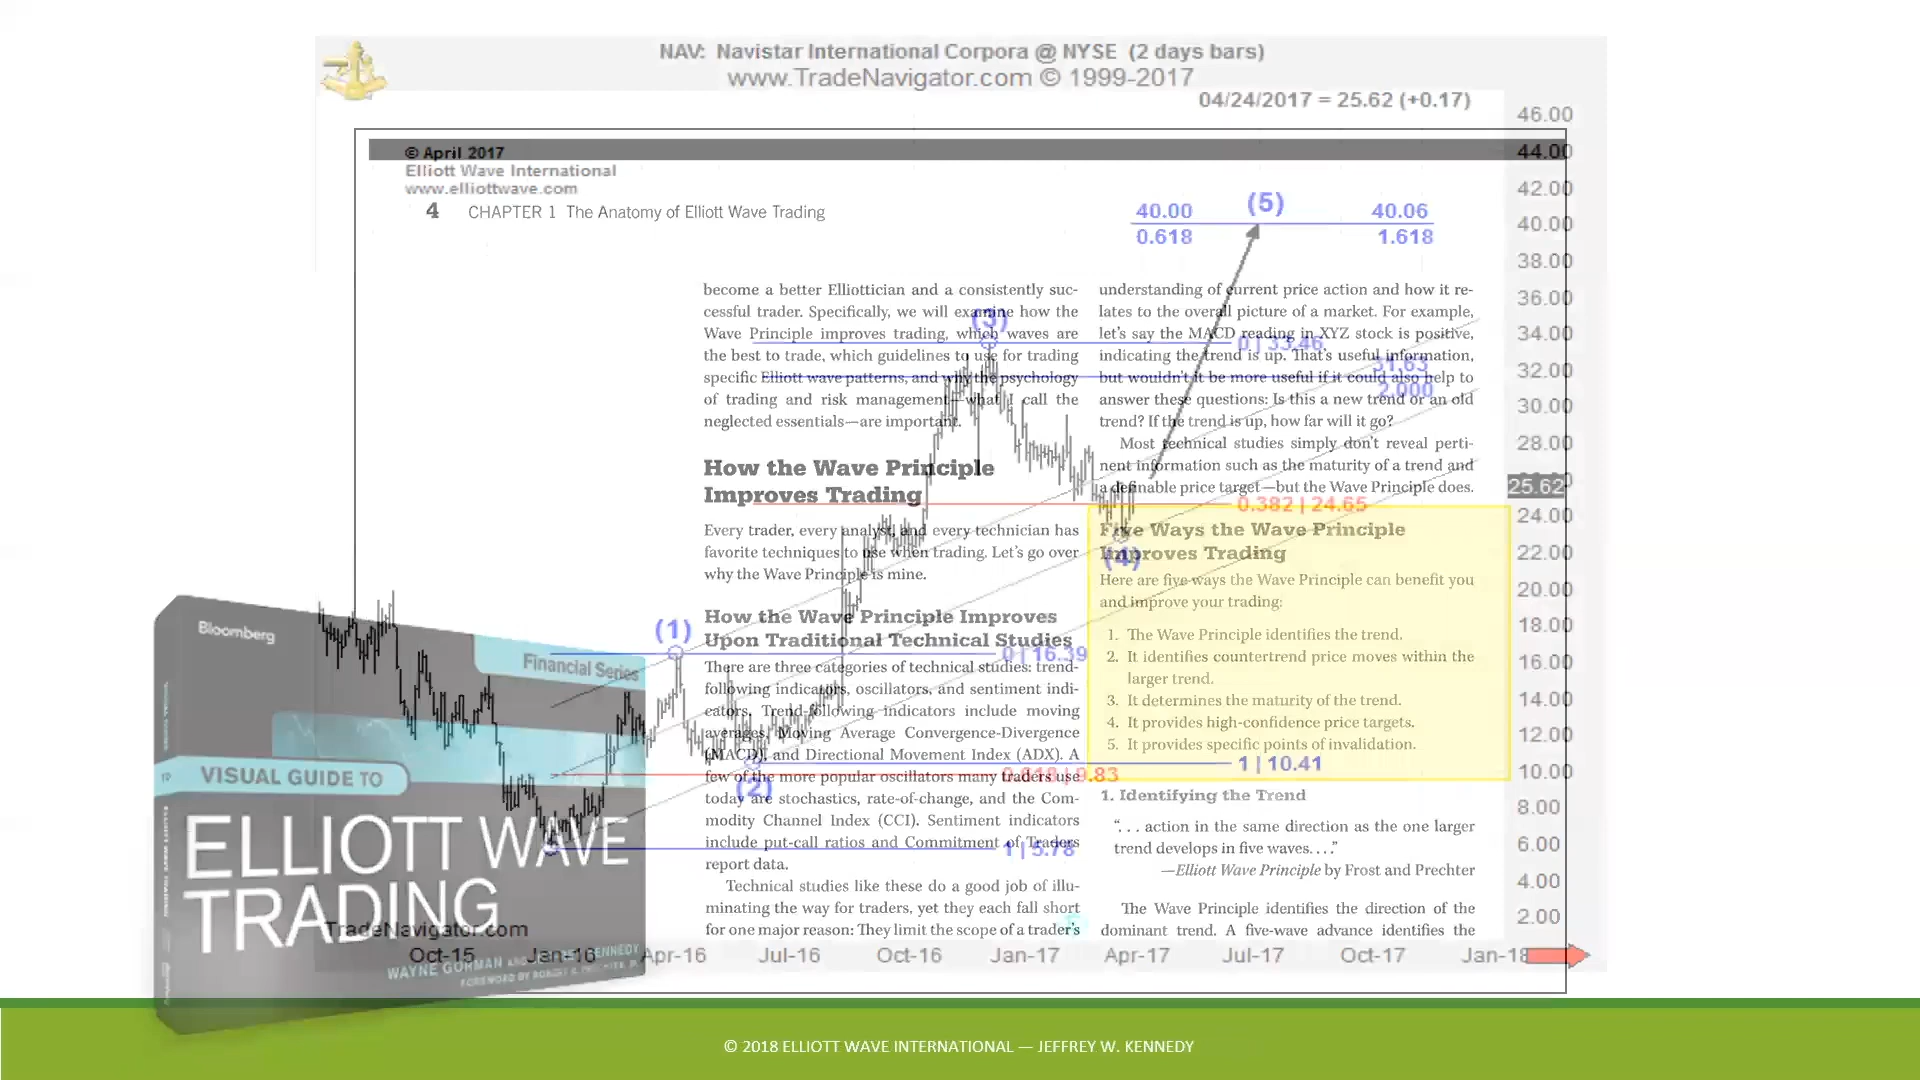 NAV: Navistar International Corpora @ NYSE (2 days bars)
www.TradeNavigator.com © 1999-2017
04/24/2017 = 25.62 (+0.17)
© April 2017
Elliott Wave International
www.elliottwave.com
4 CHAPTER 1 The Anatomy of Elliott Wave Trading
become a better Elliottician and a consistently suc-
cessful trader. Specifically, we will examine how the
Wave Principle improves trading, which waves are
the best to trade, which guidelines to use for trading
specific Elliott wave patterns, and why the psychology
of trading and risk management—what I call the
neglected essentials—are important.
How the Wave Principle
Improves Trading
Every trader, every analyst, and every technician has
favorite techniques to use when trading. Let's go over
why the Wave Principle is mine.
How the Wave Principle Improves
Upon Traditional Technical Studies
There are three categories of technical studies: trend-
following indicators, oscillators, and sentiment indi-
cators. Trend-following indicators include moving
averages, Moving Average Convergence-Divergence
(MACD), and Directional Movement Index (ADX). A
few of the more popular oscillators many traders use
today are stochastics, rate-of-change, and the Com-
modity Channel Index (CCI). Sentiment indicators
include put-call ratios and Commitment of Traders
report data.
Technical studies like these do a good job of illu-
minating the way for traders, yet they each fall short
for one major reason: They limit the scope of a trader's
understanding of current price action and how it re-
lates to the overall picture of a market. For example,
let's say the MACD reading in XYZ stock is positive,
indicating the trend is up. That's useful information,
but wouldn't it be more useful if it could also help to
answer these questions: Is this a new trend or an old
trend? If the trend is up, how far will it go?
Most technical studies simply don't reveal perti-
nent information such as the maturity of a trend and
a definable price target—but the Wave Principle does.
Five Ways the Wave Principle
Improves Trading
Here are five ways the Wave Principle can benefit you
and improve your trading:
1. The Wave Principle identifies the trend.
2. It identifies countertrend price moves within the
larger trend.
3. It determines the maturity of the trend.
4. It provides high-confidence price targets.
5. It provides specific points of invalidation.
1. Identifying the Trend
“. . . action in the same direction as the one larger
trend develops in five waves. . . .”
—Elliott Wave Principle by Frost and Prechter
The Wave Principle identifies the direction of the
dominant trend. A five-wave advance identifies the
40.00 (5) 40.06
0.618 1.618
(3)
0 | 33.46
31.63
2.000
0.382 | 24.65
(4)
(1)
0 | 16.39
1 | 10.41
0.618 | 9.83
(2)
1 | 5.78
46.00
44.00
42.00
40.00
38.00
36.00
34.00
32.00
30.00
28.00
25.62
24.00
22.00
20.00
18.00
16.00
14.00
12.00
10.00
8.00
6.00
4.00
2.00
Bloomberg
Financial Series
VISUAL GUIDE TO
ELLIOTT WAVE
TRADING
WAYNE GORMAN AND KENNEDY
TradeNavigator.com
Oct-15 Jan-16 Apr-16 Jul-16 Oct-16 Jan-17 Apr-17 Jul-17 Oct-17 Jan-18
© 2018 ELLIOTT WAVE INTERNATIONAL — JEFFREY W. KENNEDY